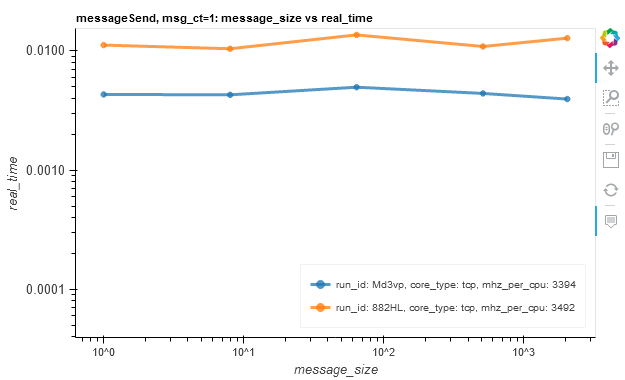 messageSend, msg_ct=1: message_size vs real_time
0.0100
0.0010
0.0001
real_time
run_id: Md3vp, core_type: tcp, mhz_per_cpu: 3394
run_id: 882HL, core_type: tcp, mhz_per_cpu: 3492
10^0 10^1 10^2 10^3
message_size